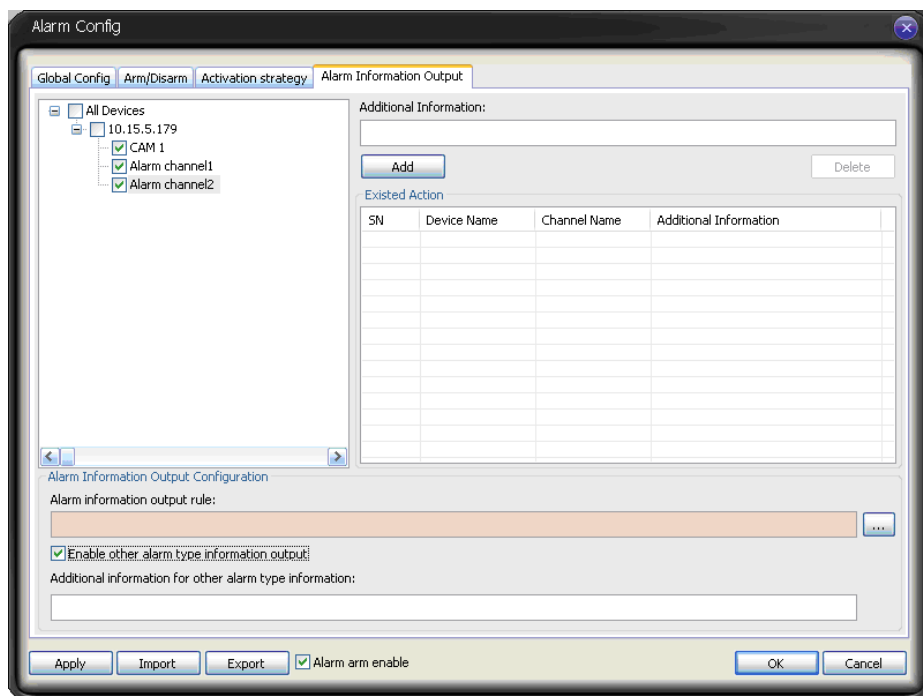 Alarm Config
Global Config Arm/Disarm Activation strategy Alarm Information Output
All Devices
10.15.5.179
CAM 1
Alarm channel1
Alarm channel2
Additional Information:
Add Delete
Existed Action
SN Device Name Channel Name Additional Information
Alarm Information Output Configuration
Alarm information output rule:
...
Enable other alarm type information output
Additional information for other alarm type information:
Apply Import Export Alarm arm enable OK Cancel